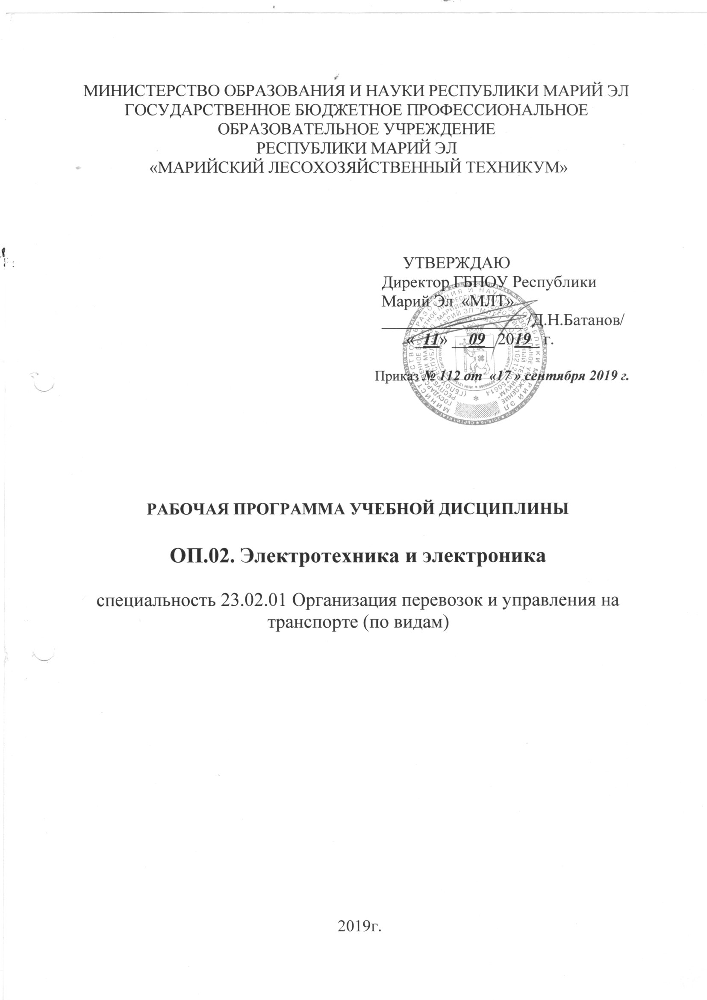 МИНИСТЕРСТВО ОБРАЗОВАНИЯ И НАУКИ РЕСПУБЛИКИ МАРИЙ ЭЛ
ГОСУДАРСТВЕННОЕ БЮДЖЕТНОЕ ПРОФЕССИОНАЛЬНОЕ
ОБРАЗОВАТЕЛЬНОЕ УЧРЕЖДЕНИЕ
РЕСПУБЛИКИ МАРИЙ ЭЛ
«МАРИЙСКИЙ ЛЕСОХОЗЯЙСТВЕННЫЙ ТЕХНИКУМ»
УТВЕРЖДАЮ
Директор ГБПОУ Республики
Марий Эл «МЛТ»
/Д.Н.Батанов/
« 11» 09 2019 г.
Приказ № 112 от «17 » сентября 2019 г.
РАБОЧАЯ ПРОГРАММА УЧЕБНОЙ ДИСЦИПЛИНЫ
ОП.02. Электротехника и электроника
специальность 23.02.01 Организация перевозок и управления на
транспорте (по видам)
2019г.